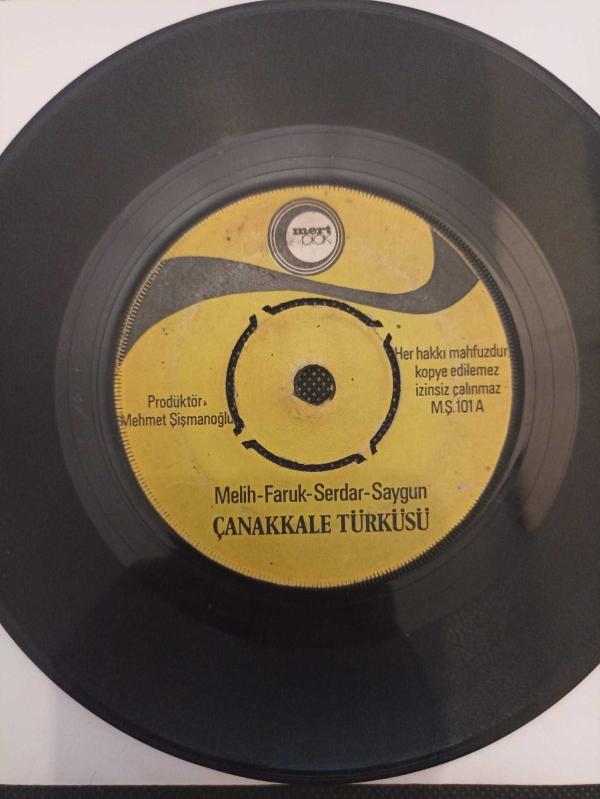 mert
plak
Her hakkı mahfuzdur
kopye edilemez
izinsiz çalınmaz
M.Ş.101 A
Prodüktör.
Mehmet Şişmanoğlu
Melih-Faruk-Serdar-Saygun
ÇANAKKALE TÜRKÜSÜ